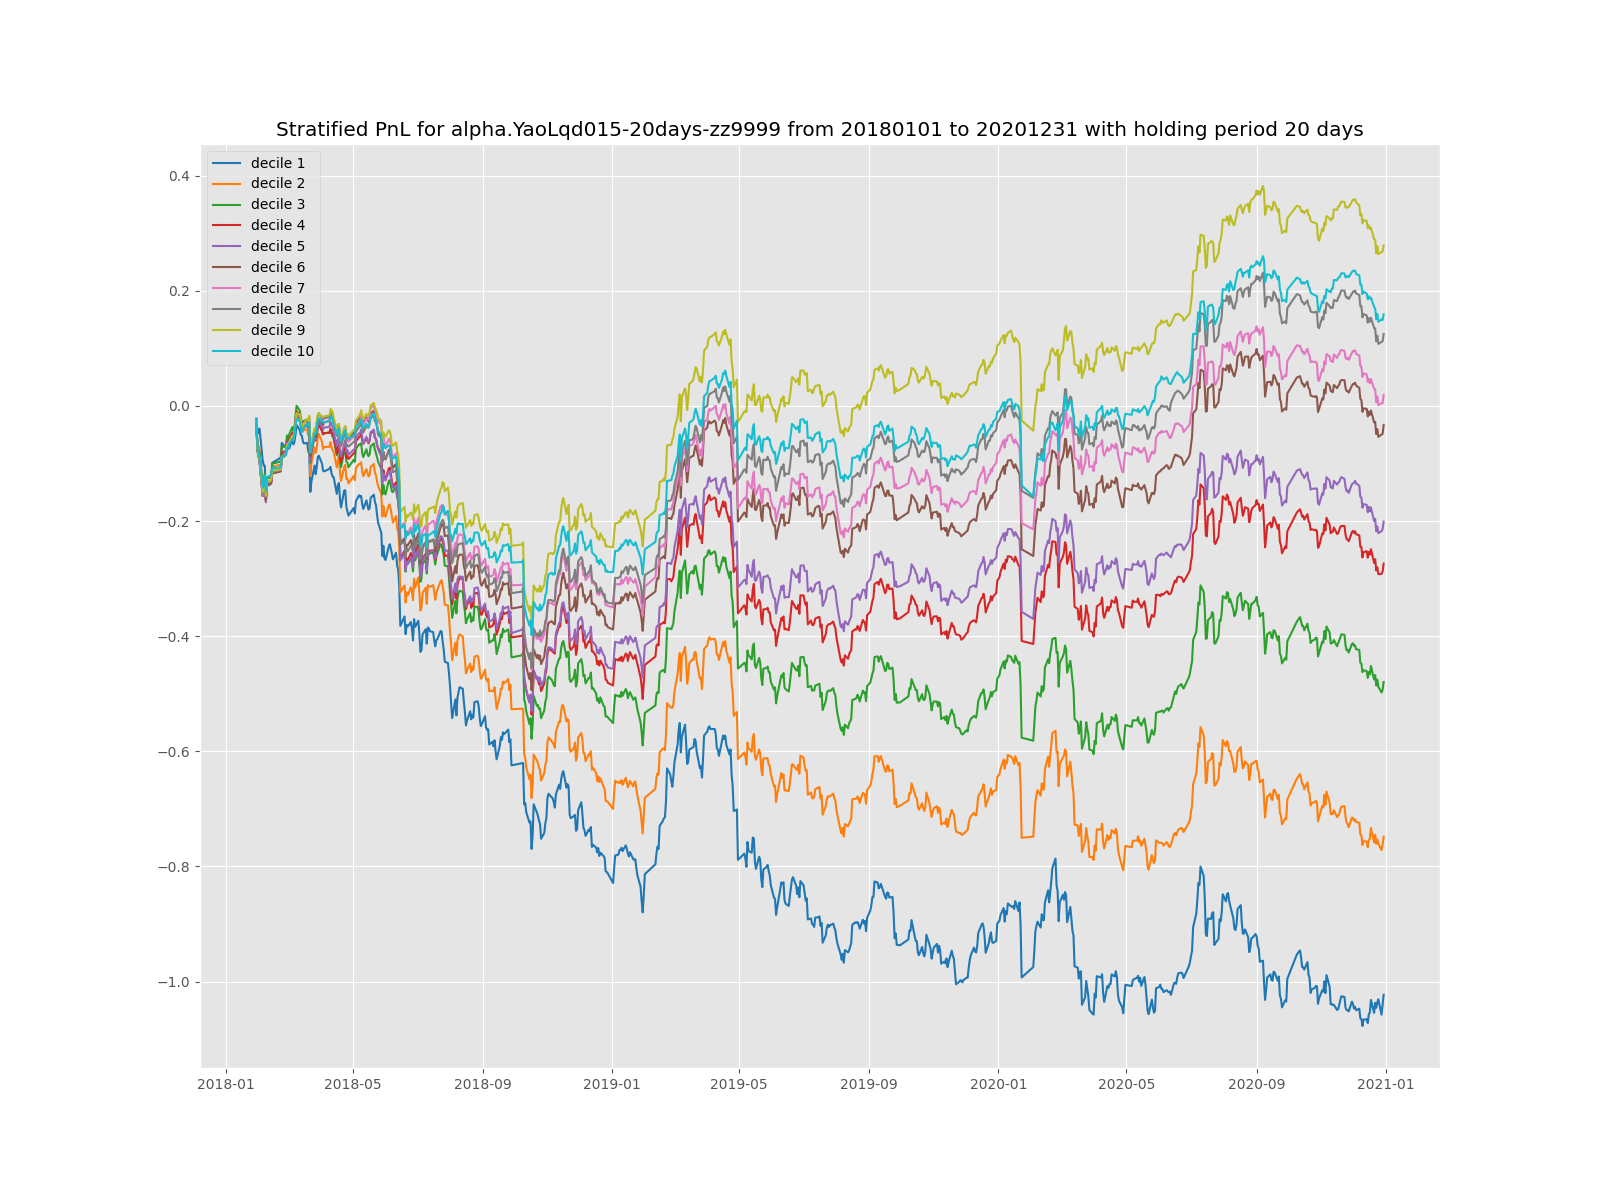 Stratified PnL for alpha.YaoLqd015-20days-zz9999 from 20180101 to 20201231 with holding period 20 days
decile 1
decile 2
decile 3
decile 4
decile 5
decile 6
decile 7
decile 8
decile 9
decile 10
0.4
0.2
0.0
−0.2
−0.4
−0.6
−0.8
−1.0
2018-01 2018-05 2018-09 2019-01 2019-05 2019-09 2020-01 2020-05 2020-09 2021-01